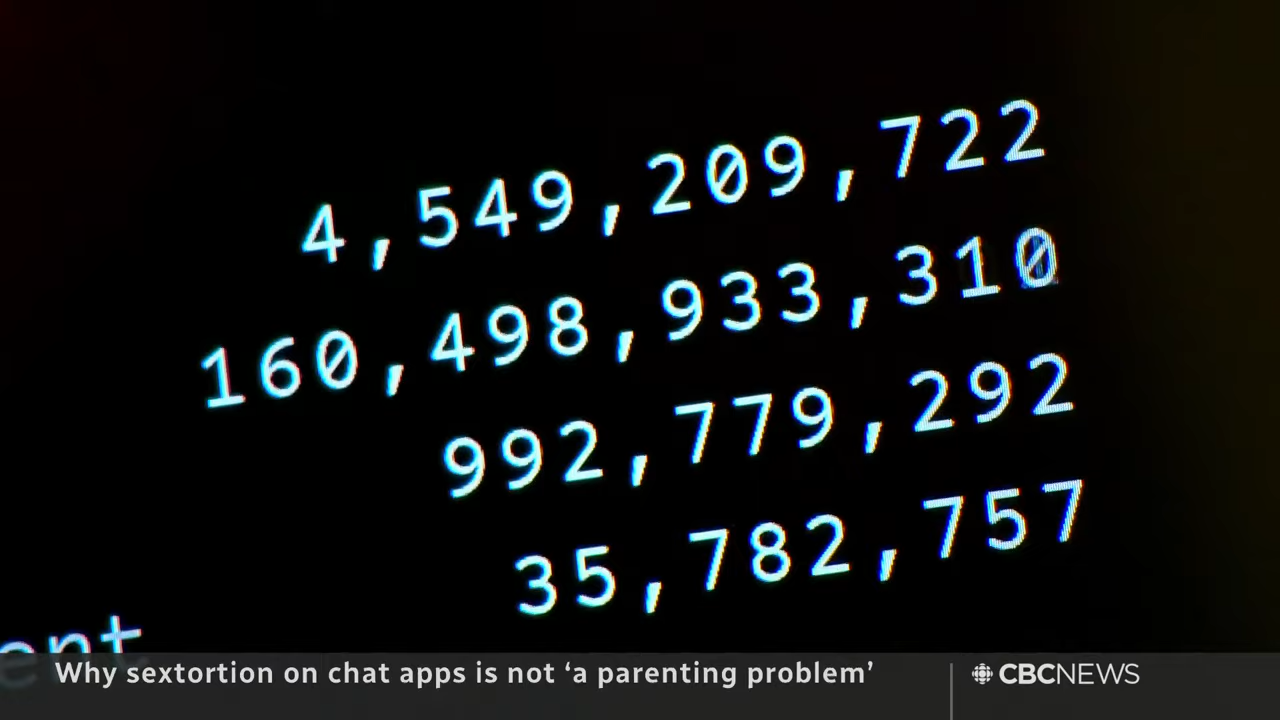 4,549,209,722
160,498,933,310
992,779,292
35,782,757
ent
Why sextortion on chat apps is not ‘a parenting problem’
CBCNEWS